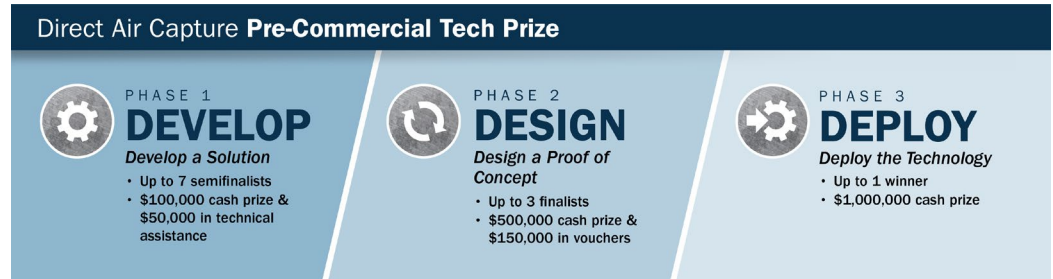 Direct Air Capture Pre-Commercial Tech Prize
PHASE 1
DEVELOP
Develop a Solution
• Up to 7 semifinalists
• $100,000 cash prize &
$50,000 in technical
assistance
PHASE 2
DESIGN
Design a Proof of
Concept
• Up to 3 finalists
• $500,000 cash prize &
$150,000 in vouchers
PHASE 3
DEPLOY
Deploy the Technology
• Up to 1 winner
• $1,000,000 cash prize